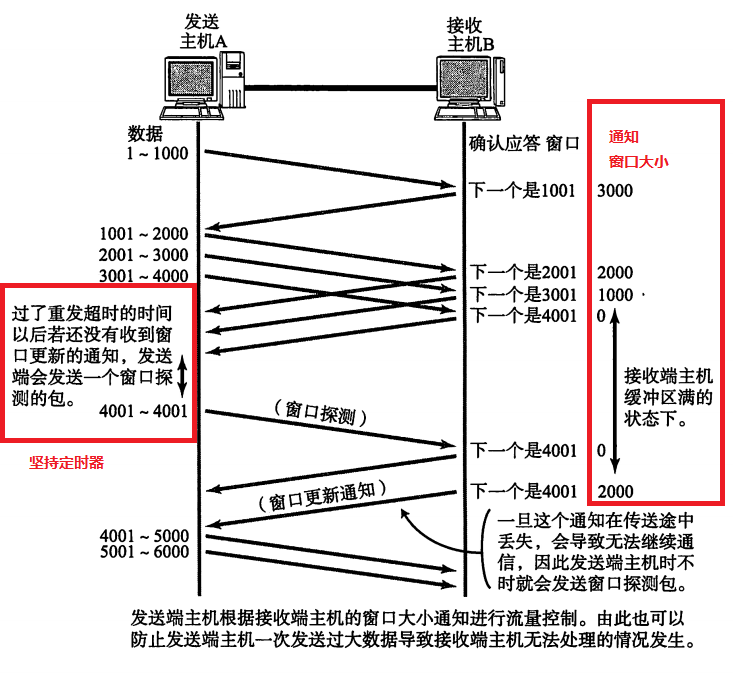 发送
主机A
接收
主机B
数据
确认应答 窗口
通知
窗口大小
1 ~ 1000
下一个是1001 3000
1001 ~ 2000
2001 ~ 3000
3001 ~ 4000
下一个是2001 2000
下一个是3001 1000
下一个是4001 0
过了重发超时的时间
以后若还没有收到窗
口更新的通知，发送
端会发送一个窗口探
测的包。
接收端主机
缓冲区满的
状态下。
4001 ~ 4001
（窗口探测）
坚持定时器
下一个是4001 0
（窗口更新通知）
下一个是4001 2000
一旦这个通知在传送途中
丢失，会导致无法继续通
信，因此发送端主机时不
时就会发送窗口探测包。
4001 ~ 5000
5001 ~ 6000
发送端主机根据接收端主机的窗口大小通知进行流量控制。由此也可以
防止发送端主机一次发送过大数据导致接收端主机无法处理的情况发生。